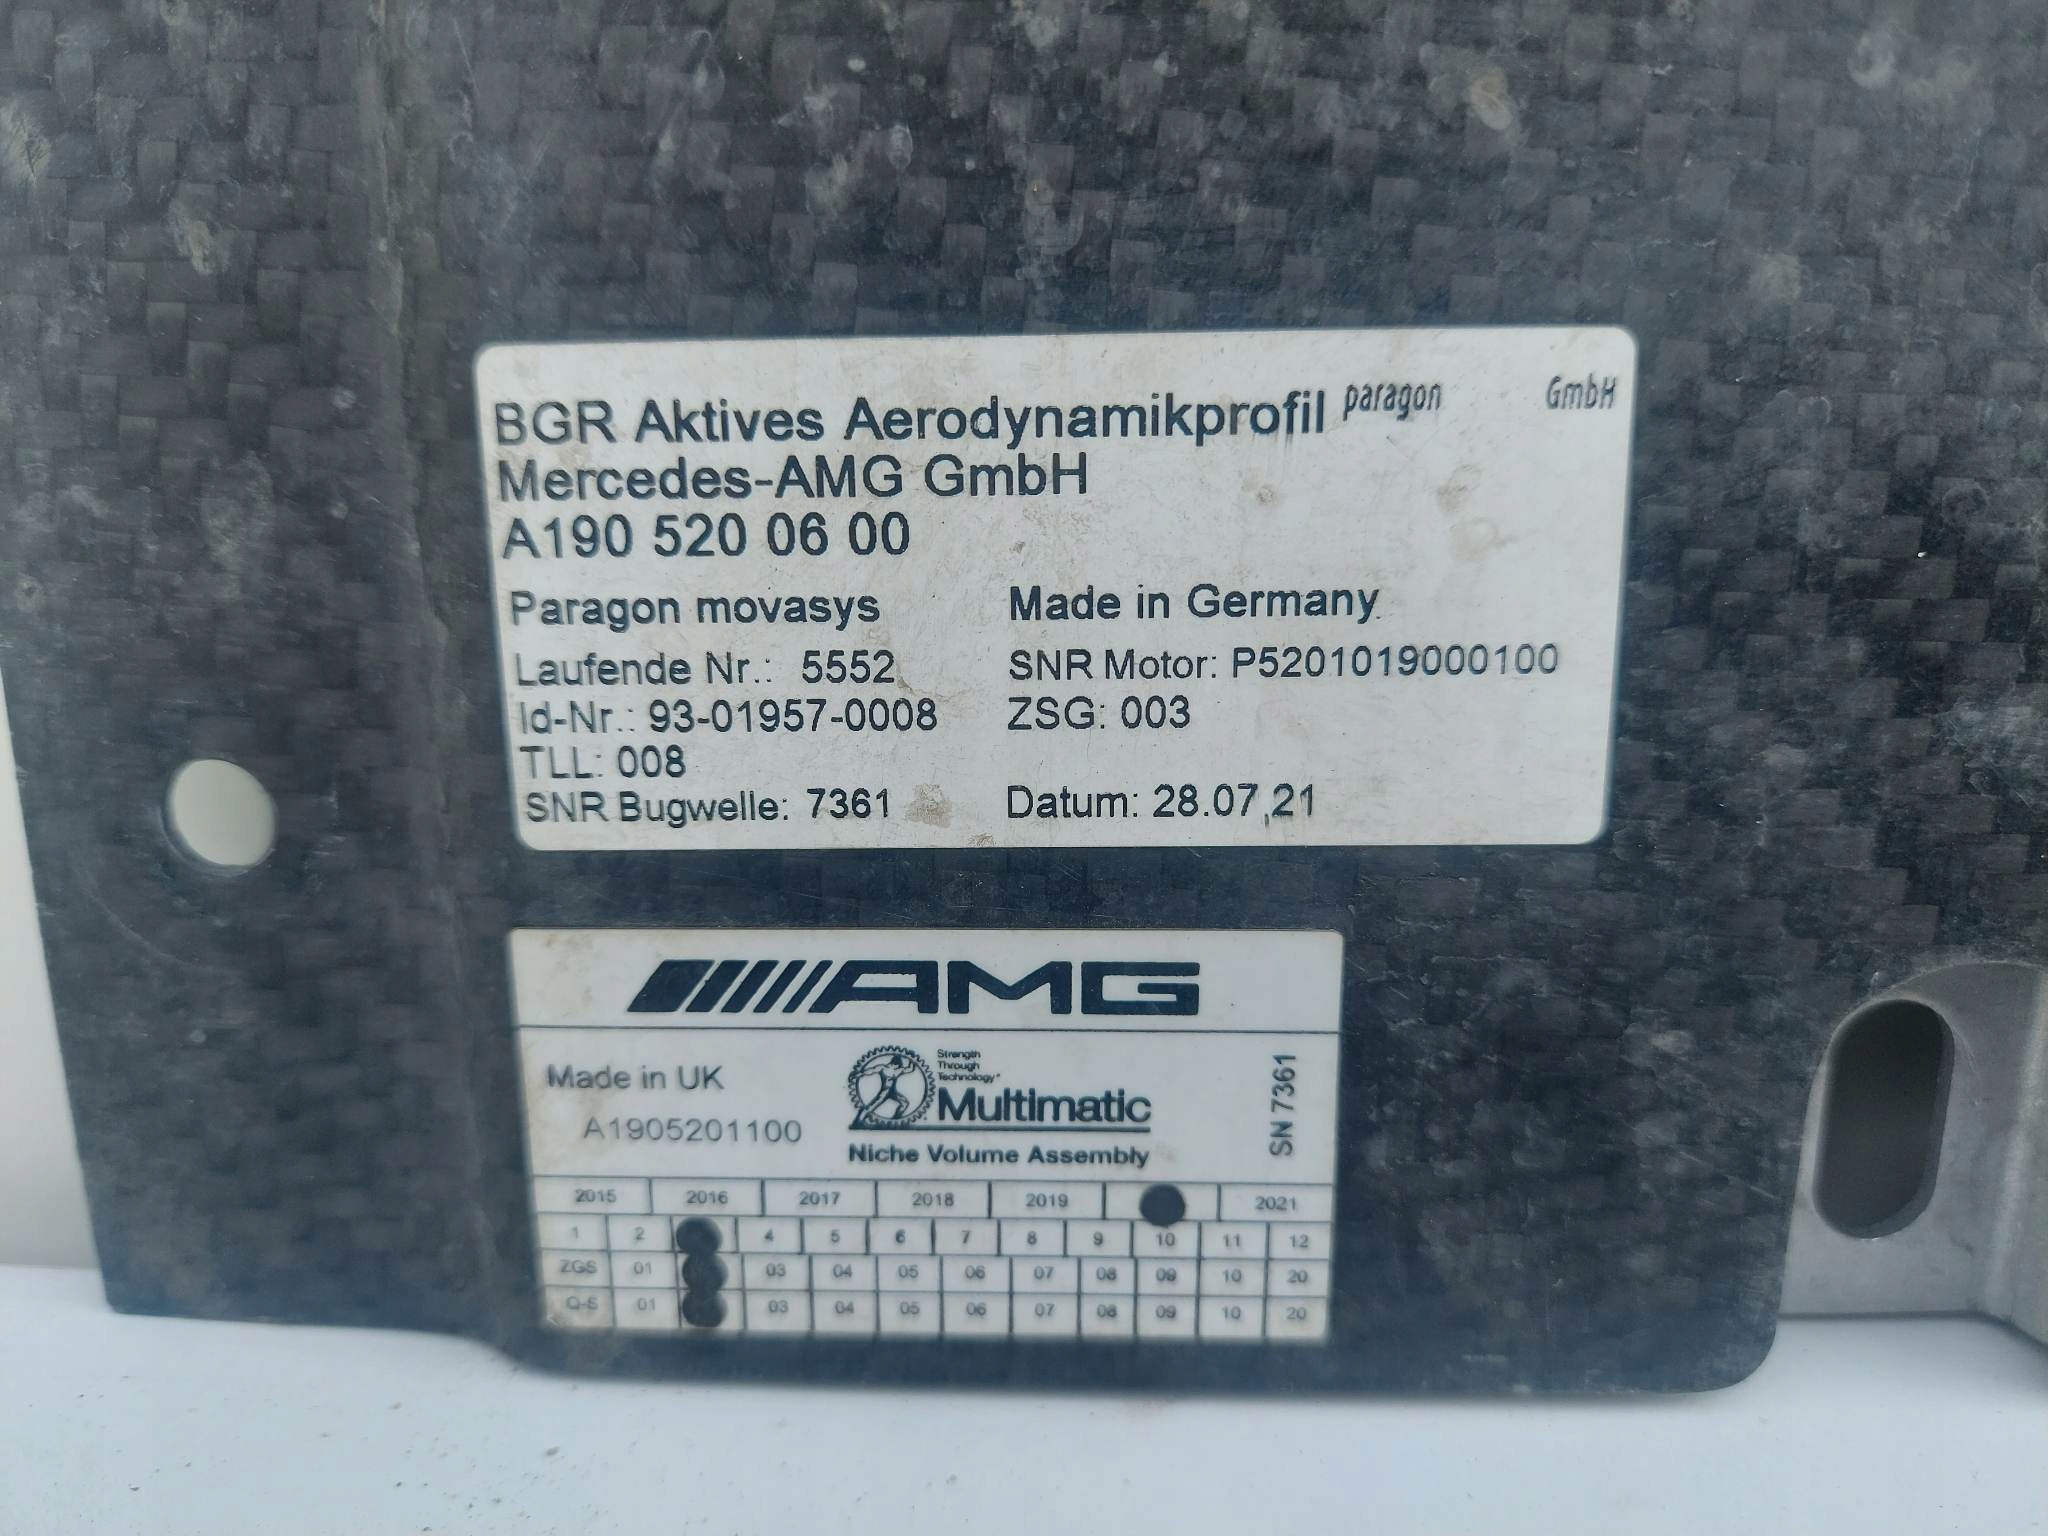 BGR Aktives Aerodynamikprofil paragon GmbH
Mercedes-AMG GmbH
A190 520 06 00
Paragon movasys Made in Germany
Laufende Nr.: 5552 SNR Motor: P5201019000100
Id-Nr.: 93-01957-0008 ZSG: 003
TLL: 008
SNR Bugwelle: 7361 Datum: 28.07.21
AMG
Made in UK
A1905201100
Strength
Through
Technology
Multimatic
Niche Volume Assembly
SN 7361
2015 2016 2017 2018 2019 2021
1 2 4 5 6 7 8 9 10 11 12
ZGS 01 03 04 05 06 07 08 09 10 20
Q-S 01 03 04 05 06 07 08 09 10 20